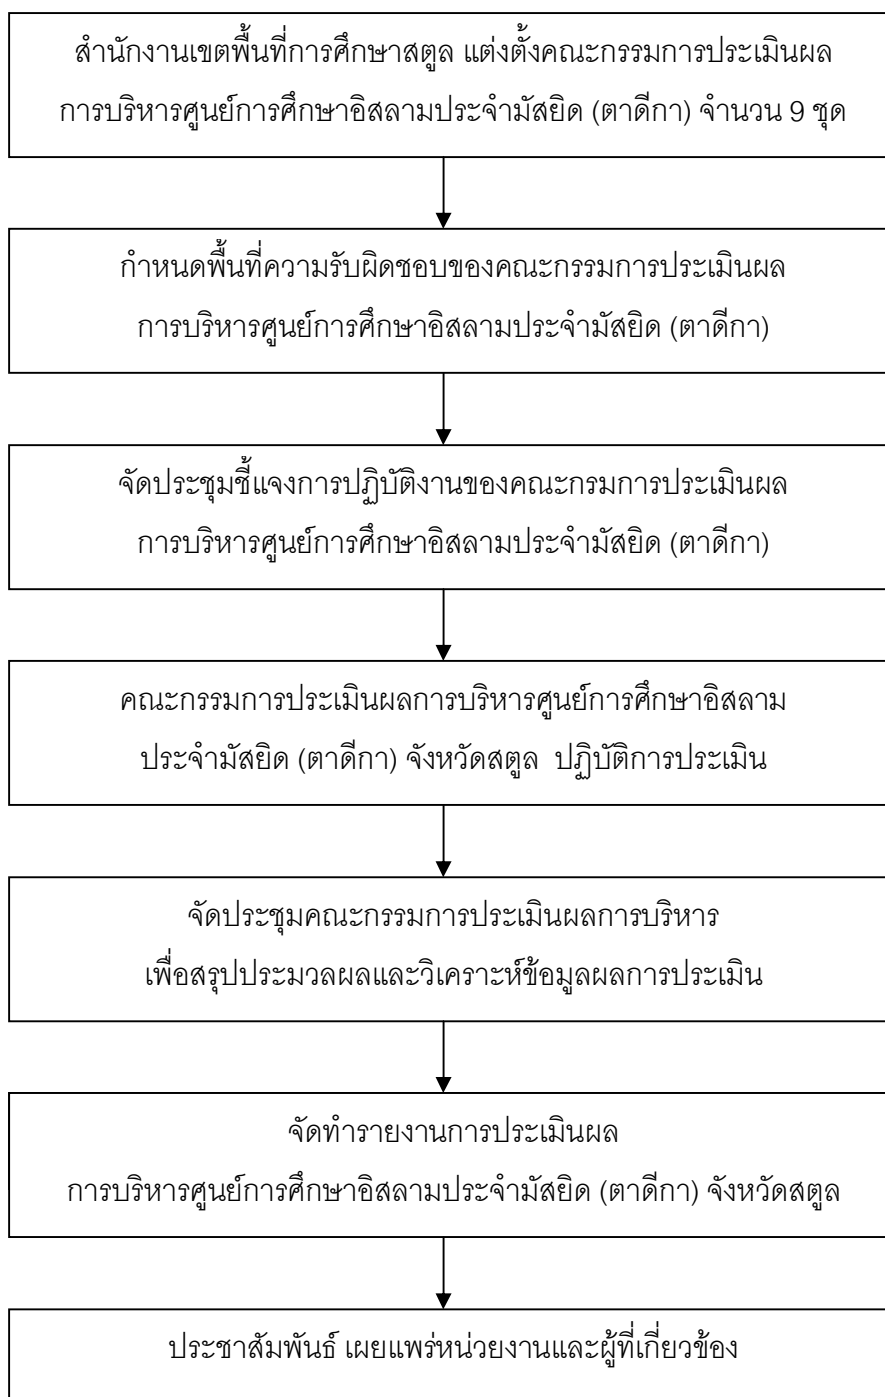 สำนักงานเขตพื้นที่การศึกษาสตูล แต่งตั้งคณะกรรมการประเมินผล
การบริหารศูนย์การศึกษาอิสลามประจำมัสยิด (ตาดีกา) จำนวน 9 ชุด
กำหนดพื้นที่ความรับผิดชอบของคณะกรรมการประเมินผล
การบริหารศูนย์การศึกษาอิสลามประจำมัสยิด (ตาดีกา)
จัดประชุมชี้แจงการปฏิบัติงานของคณะกรมการประเมินผล
การบริหารศูนย์การศึกษาอิสลามประจำมัสยิด (ตาดีกา)
คณะกรรมการประเมินผลการบริหารศูนย์การศึกษาอิสลาม
ประจำมัสยิด (ตาดีกา) จังหวัดสตูล ปฏิบัติการประเมิน
จัดประชุมคณะกรรมการประเมินผลการบริหาร
เพื่อสรุปประมวลผลและวิเคราะห์ข้อมูลผลการประเมิน
จัดทำรายงานการประเมินผล
การบริหารศูนย์การศึกษาอิสลามประจำมัสยิด (ตาดีกา) จังหวัดสตูล
ประชาสัมพันธ์ เผยแพร่หน่วยงานและผู้ที่เกี่ยวข้อง